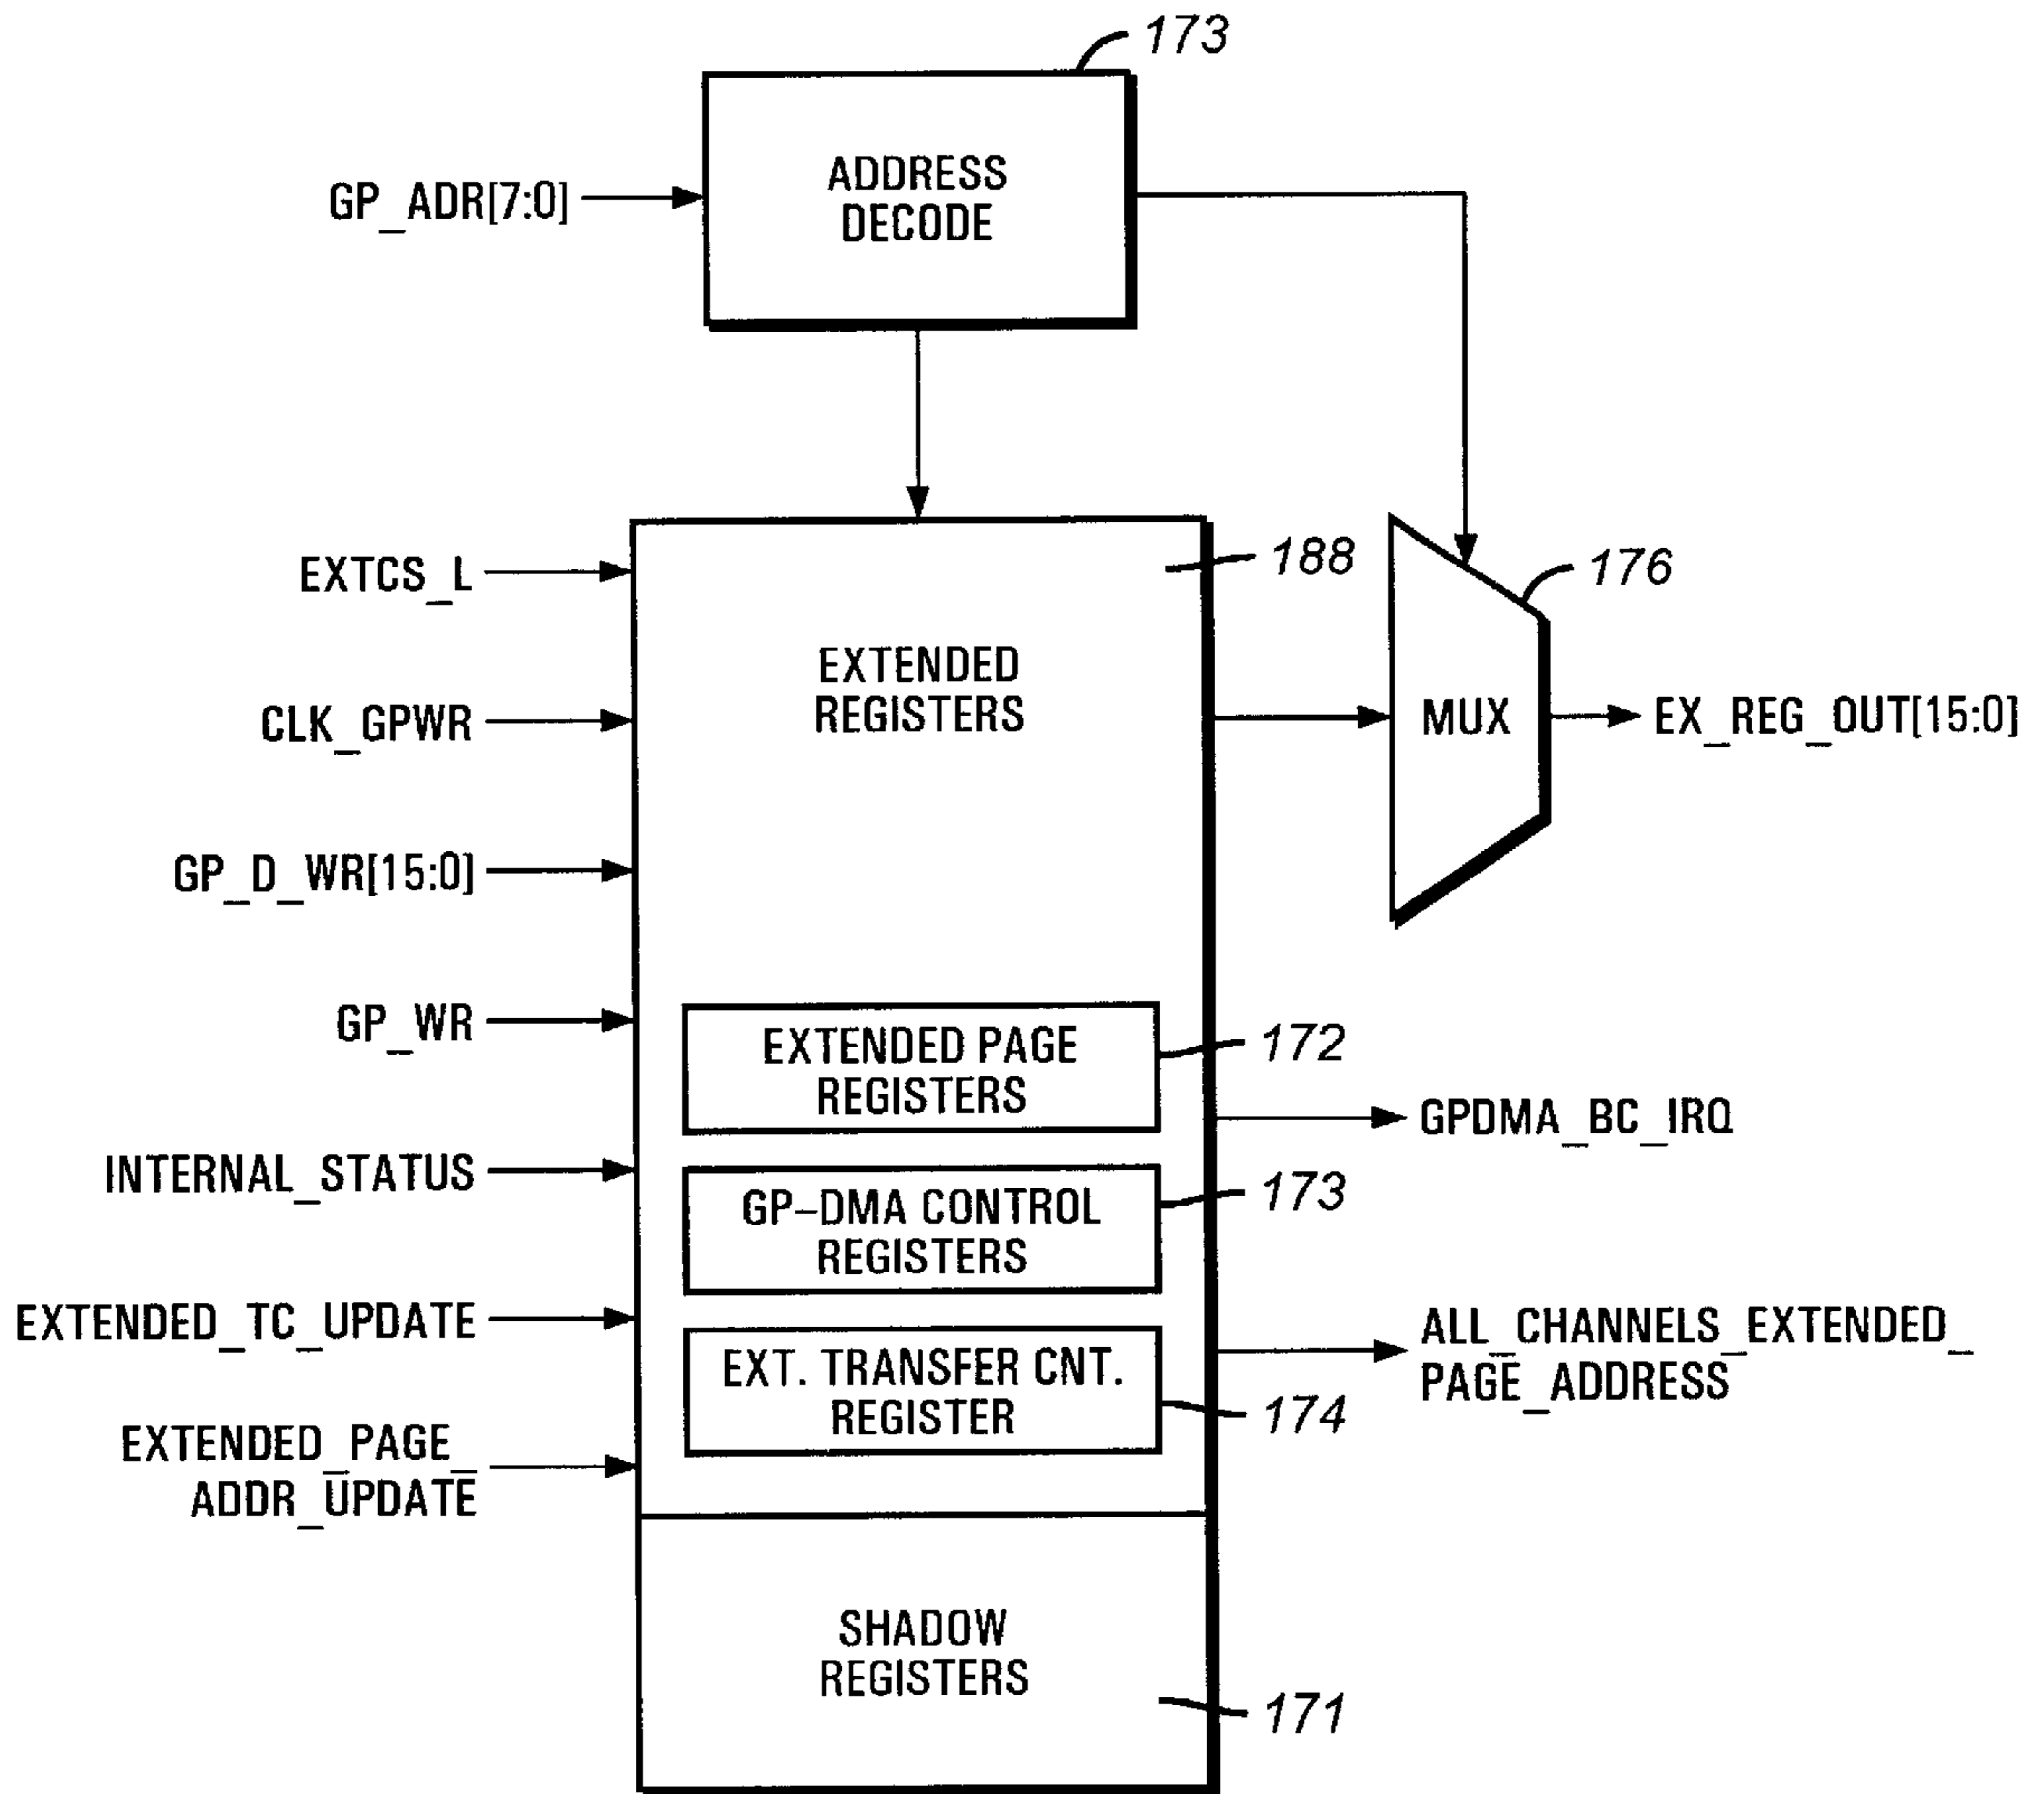 173
ADDRESS
DECODE
GP_ADR[7:0]
EXTCS_L
188
176
EXTENDED
REGISTERS
CLK_GPWR
MUX
EX_REG_OUT[15:0]
GP_D_WR[15:0]
GP_WR
EXTENDED PAGE
REGISTERS
172
GPDMA_BC_IRQ
INTERNAL_STATUS
GP-DMA CONTROL
REGISTERS
173
EXTENDED_TC_UPDATE
EXT. TRANSFER CNT.
REGISTER
174
ALL_CHANNELS_EXTENDED_
PAGE_ADDRESS
EXTENDED_PAGE_
ADDR_UPDATE
SHADOW
REGISTERS
171